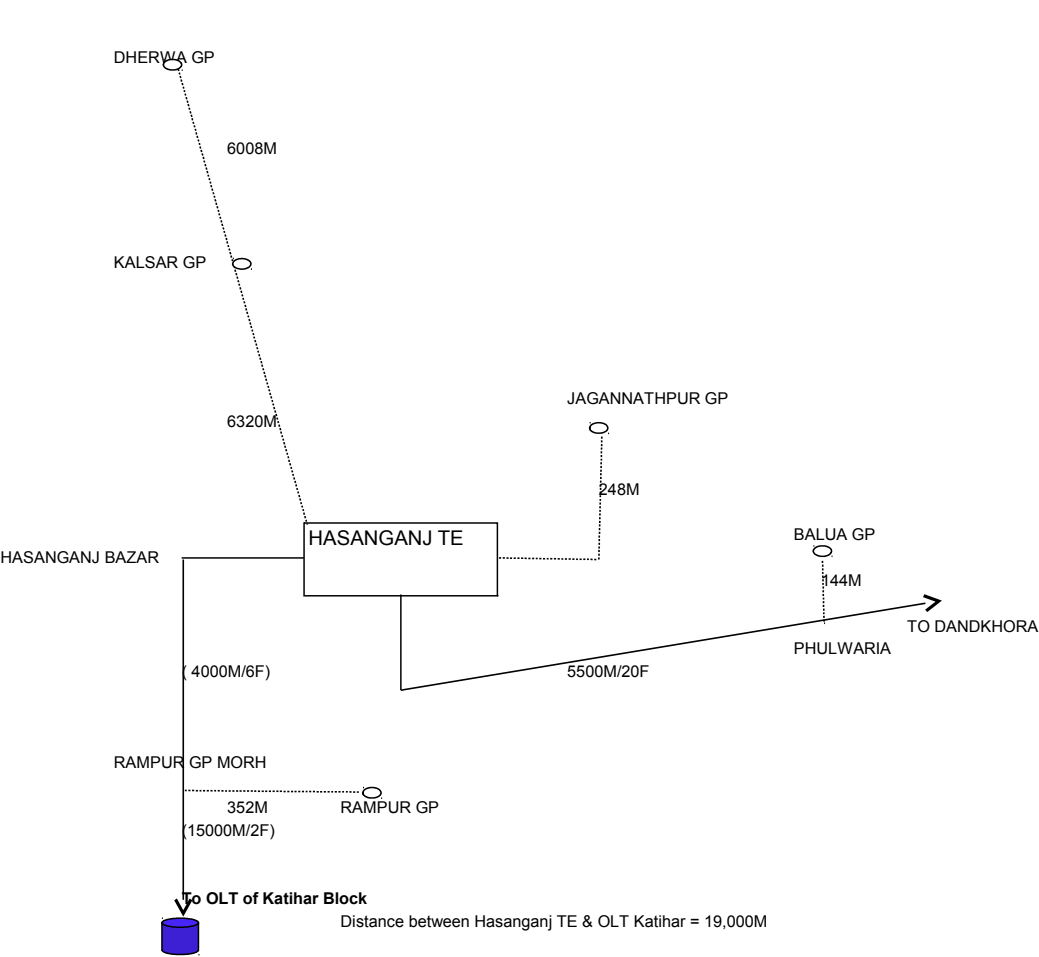 DHERWA GP
6008M
KALSAR GP
JAGANNATHPUR GP
6320M
248M
HASANGANJ TE
BALUA GP
HASANGANJ BAZAR
144M
TO DANDKHORA
PHULWARIA
( 4000M/6F)
5500M/20F
RAMPUR GP MORH
352M
RAMPUR GP
(15000M/2F)
To OLT of Katihar Block
Distance between Hasanganj TE & OLT Katihar = 19,000M